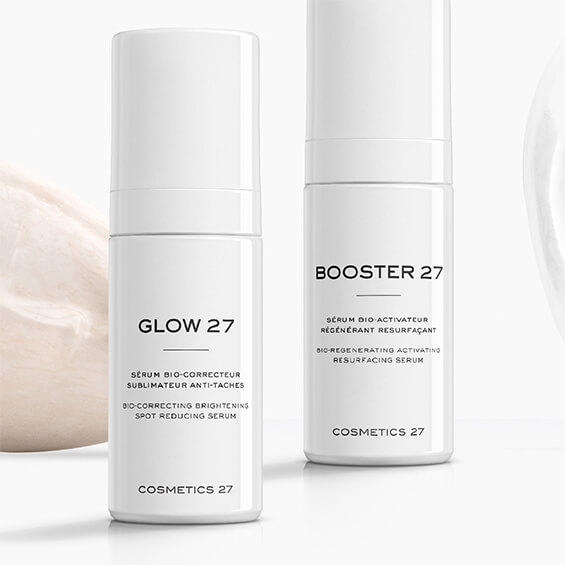 GLOW 27
SÉRUM BIO-CORRECTEUR
SUBLIMATEUR ANTI-TACHES
BIO-CORRECTING BRIGHTENING
SPOT REDUCING SERUM
COSMETICS 27
BOOSTER 27
SÉRUM BIO-ACTIVATEUR
RÉGÉNÉRANT RESURFAÇANT
BIO-REGENERATING ACTIVATING
RESURFACING SERUM
COSMETICS 27